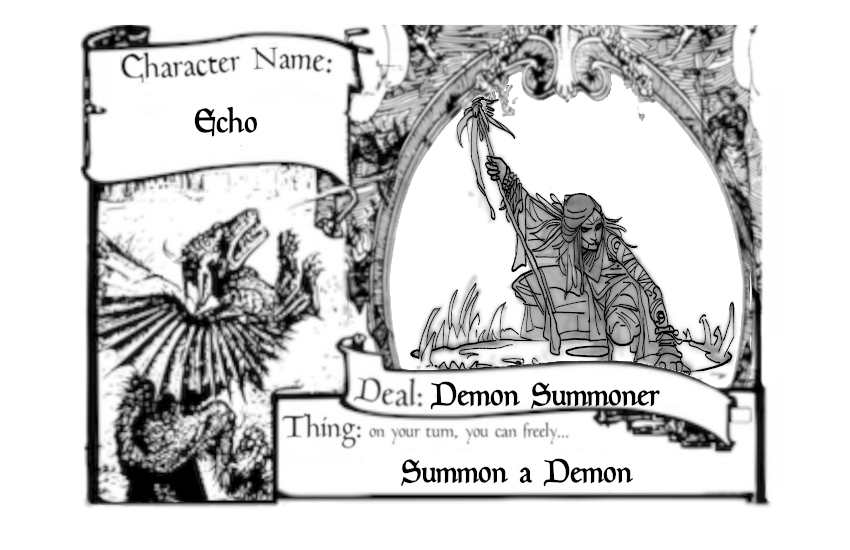 Character Name:
Echo
Deal: Demon Summoner
Thing: on your turn, you can freely...
Summon a Demon